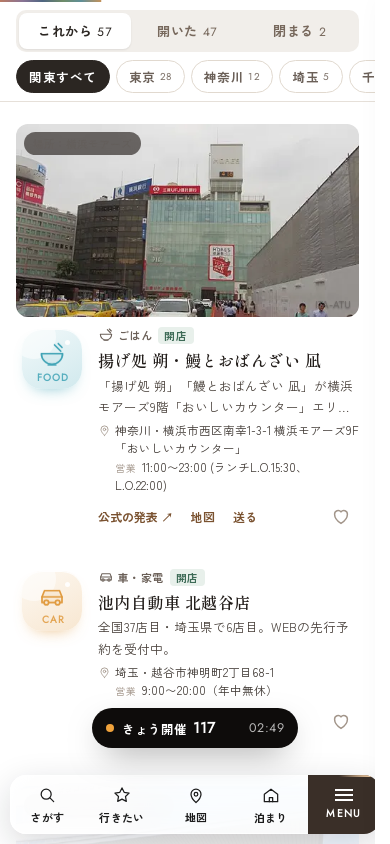 これから 57
開いた 47
閉まる 2
関東すべて
東京 28
神奈川 12
埼玉 5
ごはん 開店
FOOD
揚げ処 朔・鰻とおばんざい 凪
「揚げ処 朔」「鰻とおばんざい 凪」が横浜
モアーズ9階「おいしいカウンター」エリ…
神奈川・横浜市西区南幸1-3-1 横浜モアーズ9F
「おいしいカウンター」
営業 11:00〜23:00 (ランチL.O.15:30、
L.O.22:00)
公式の発表 ↗ 地図 送る
車・家電 開店
CAR
池内自動車 北越谷店
全国37店目・埼玉県で6店目。WEBの先行予
約を受付中。
埼玉・越谷市神明町2丁目68-1
営業 9:00〜20:00（年中無休）
きょう開催 117 02:49
さがす
行きたい
地図
泊まり
MENU